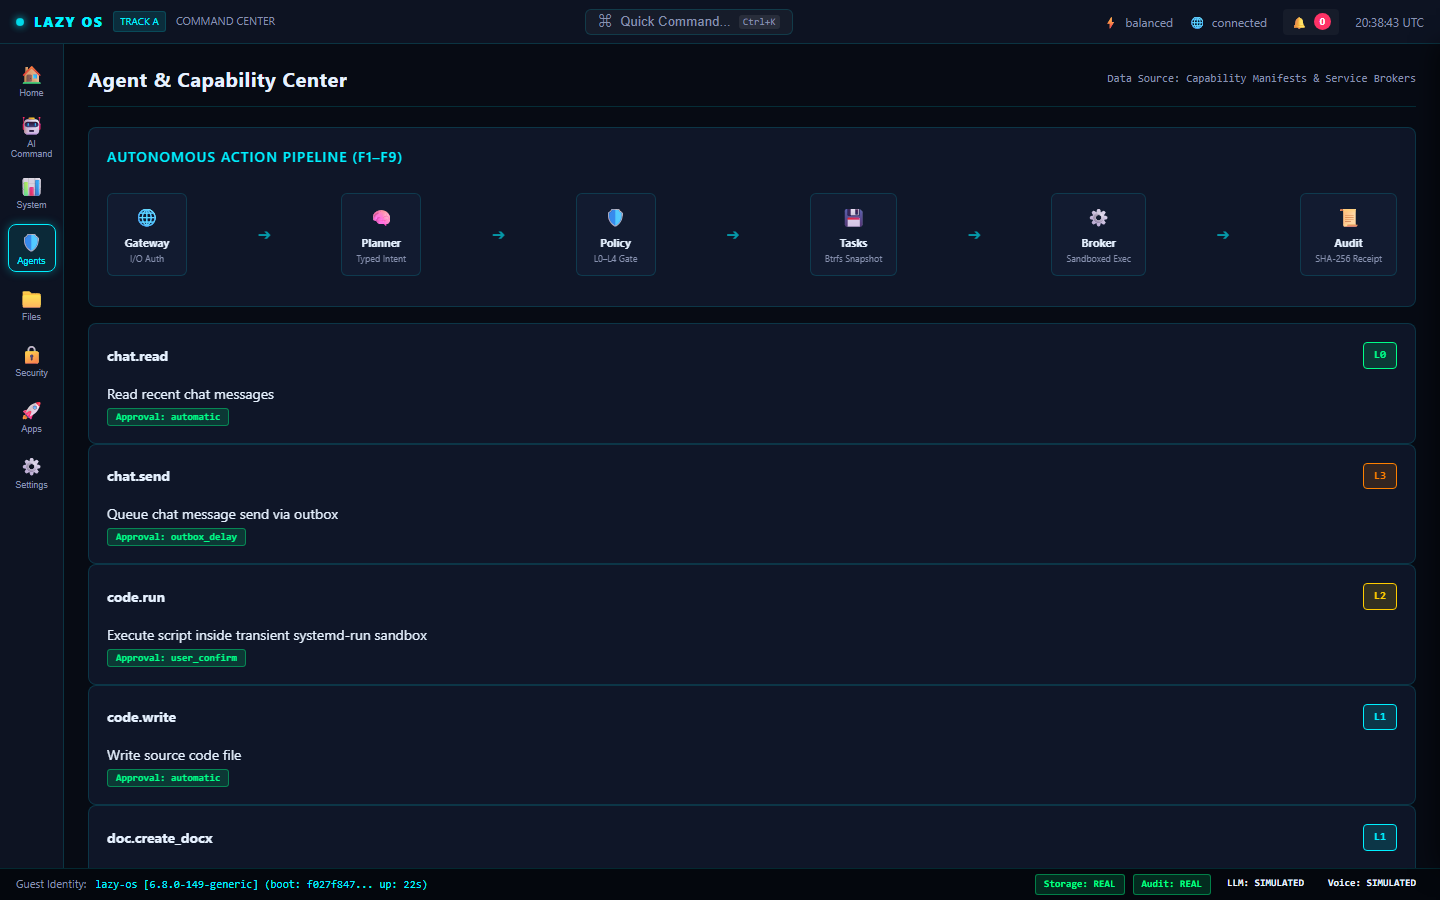 LAZY OS TRACK A COMMAND CENTER ⌘ Quick Command... Ctrl+K balanced connected 0 20:38:43 UTC
Home
AI
Command
System
Agents
Files
Security
Apps
Settings
Agent & Capability Center
Data Source: Capability Manifests & Service Brokers
AUTONOMOUS ACTION PIPELINE (F1–F9)
Gateway
I/O Auth
→
Planner
Typed Intent
→
Policy
L0–L4 Gate
→
Tasks
Btrfs Snapshot
→
Broker
Sandboxed Exec
→
Audit
SHA-256 Receipt
chat.read L0
Read recent chat messages
Approval: automatic
chat.send L3
Queue chat message send via outbox
Approval: outbox_delay
code.run L2
Execute script inside transient systemd-run sandbox
Approval: user_confirm
code.write L1
Write source code file
Approval: automatic
doc.create_docx L1
Guest Identity: lazy-os [6.8.0-149-generic] (boot: f027f847... up: 22s) Storage: REAL Audit: REAL LLM: SIMULATED Voice: SIMULATED